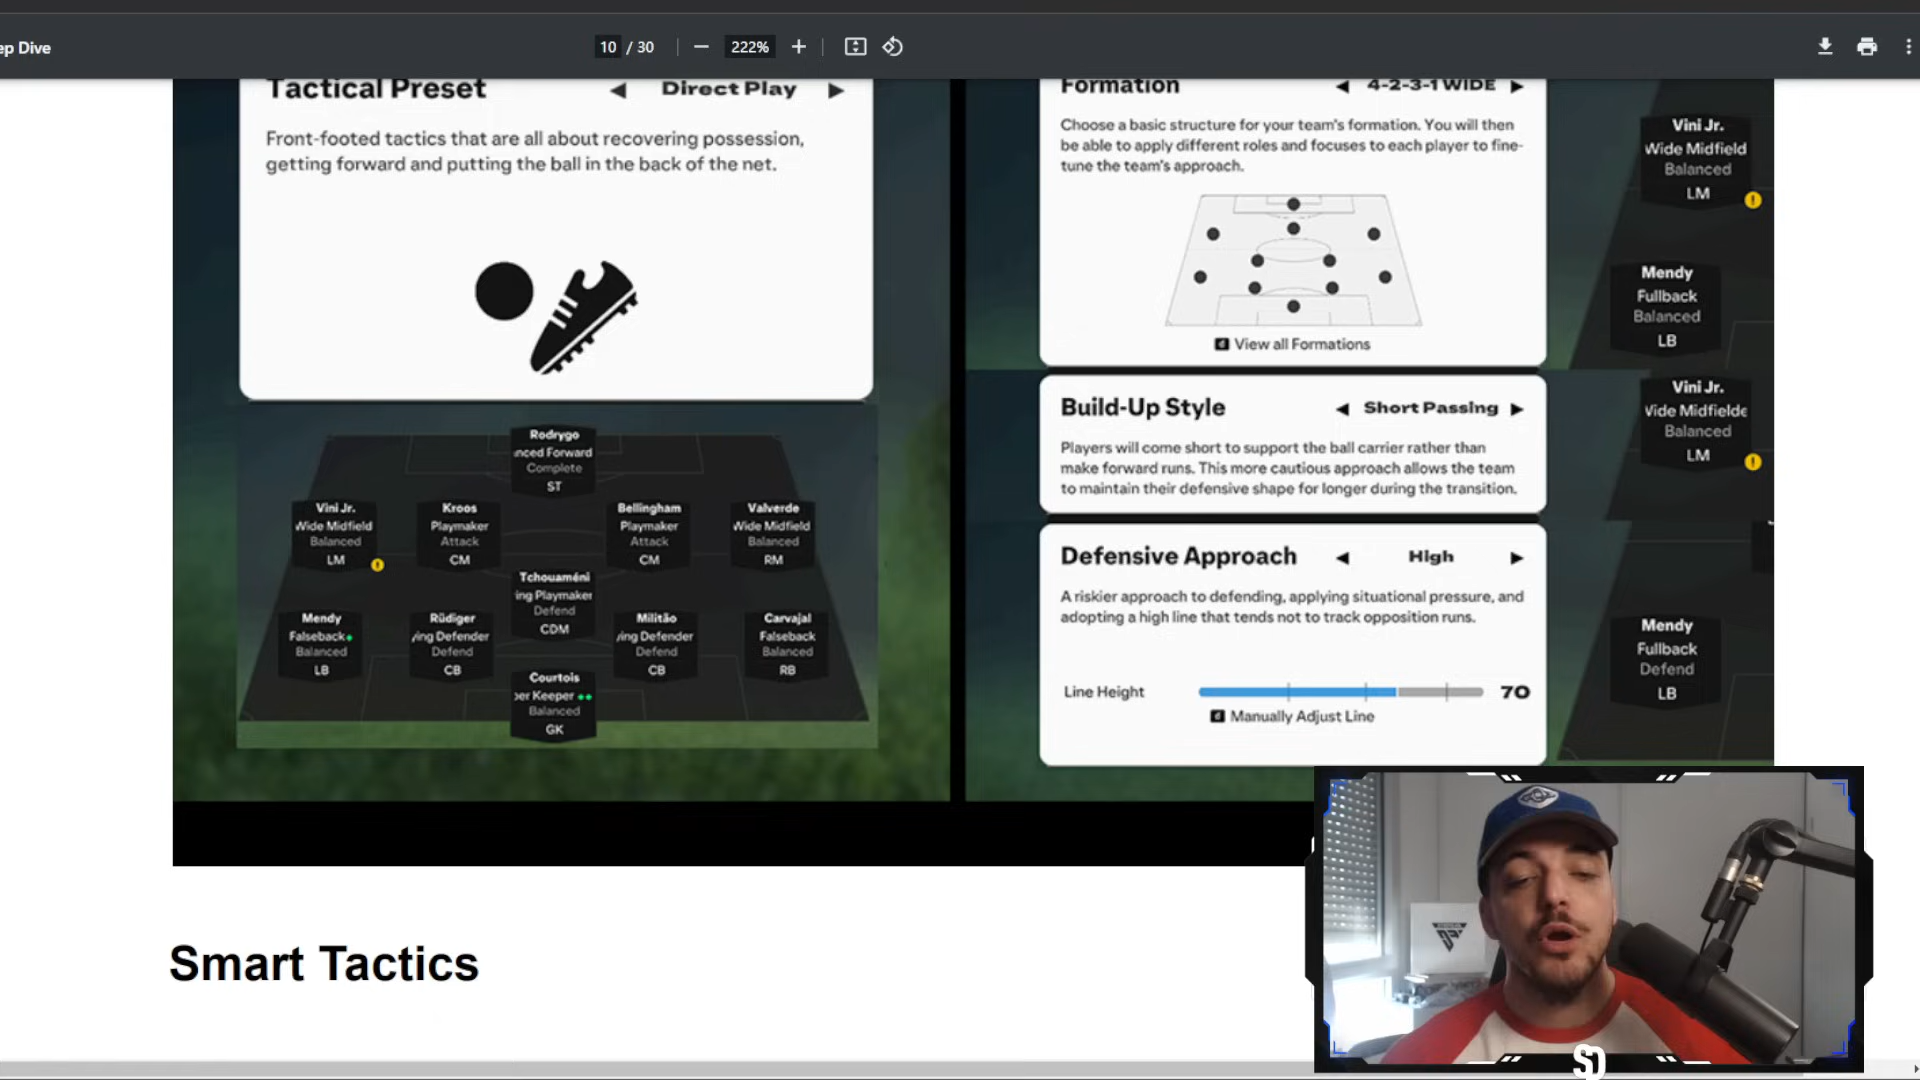 ep Dive
10 / 30
222%
Tactical Preset
Direct Play
Front-footed tactics that are all about recovering possession,
getting forward and putting the ball in the back of the net.
Rodrygo
nced Forward
Complete
ST
Vini Jr.
Wide Midfield
Balanced
LM
Kroos
Playmaker
Attack
CM
Bellingham
Playmaker
Attack
CM
Valverde
Wide Midfield
Balanced
RM
Tchouaméni
ing Playmaker
Defend
CDM
Mendy
Falseback
Balanced
LB
Rüdiger
ing Defender
Defend
CB
Militão
ing Defender
Defend
CB
Carvajal
Falseback
Balanced
RB
Courtois
er Keeper
Balanced
GK
Formation
4-2-3-1 WIDE
Choose a basic structure for your team's formation. You will then
be able to apply different roles and focuses to each player to fine-
tune the team's approach.
View all Formations
Build-Up Style
Short Passing
Players will come short to support the ball carrier rather than
make forward runs. This more cautious approach allows the team
to maintain their defensive shape for longer during the transition.
Defensive Approach
High
A riskier approach to defending, applying situational pressure, and
adopting a high line that tends not to track opposition runs.
Line Height
70
Manually Adjust Line
Vini Jr.
Wide Midfield
Balanced
LM
Mendy
Fullback
Balanced
LB
Vini Jr.
Wide Midfielde
Balanced
LM
Mendy
Fullback
Defend
LB
Smart Tactics